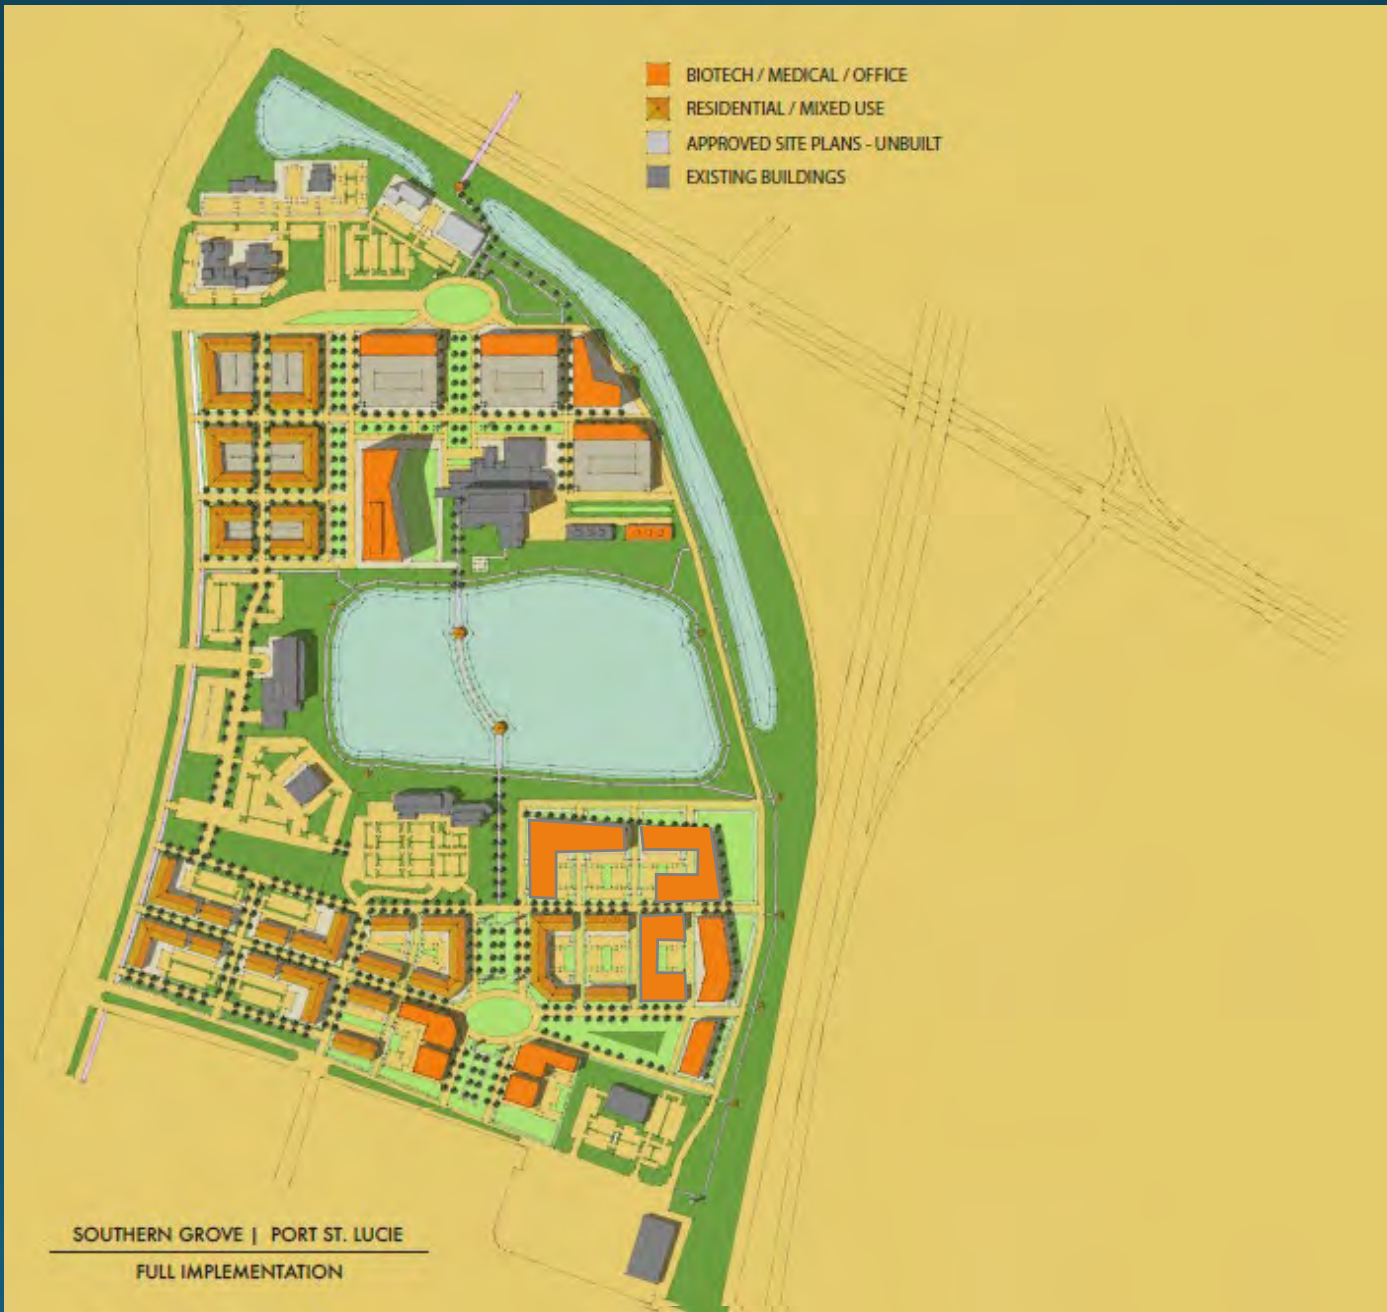 BIOTECH / MEDICAL / OFFICE
RESIDENTIAL / MIXED USE
APPROVED SITE PLANS - UNBUILT
EXISTING BUILDINGS
SOUTHERN GROVE | PORT ST. LUCIE
FULL IMPLEMENTATION